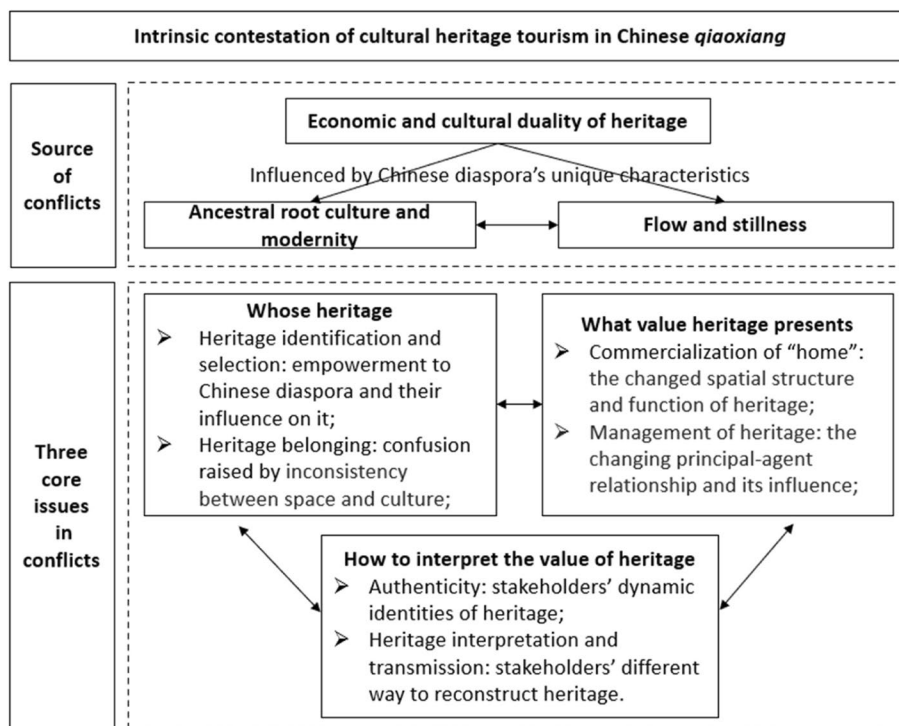 Intrinsic contestation of cultural heritage tourism in Chinese qiaoxiang
Source
of
conflicts
Economic and cultural duality of heritage
Influenced by Chinese diaspora's unique characteristics
Ancestral root culture and
modernity
Flow and stillness
Three
core
issues
in
conflicts
Whose heritage
➢ Heritage identification and
selection: empowerment to
Chinese diaspora and their
influence on it;
➢ Heritage belonging: confusion
raised by inconsistency
between space and culture;
What value heritage presents
➢ Commercialization of “home”:
the changed spatial structure
and function of heritage;
➢ Management of heritage: the
changing principal-agent
relationship and its influence;
How to interpret the value of heritage
➢ Authenticity: stakeholders’ dynamic
identities of heritage;
➢ Heritage interpretation and
transmission: stakeholders’ different
way to reconstruct heritage.